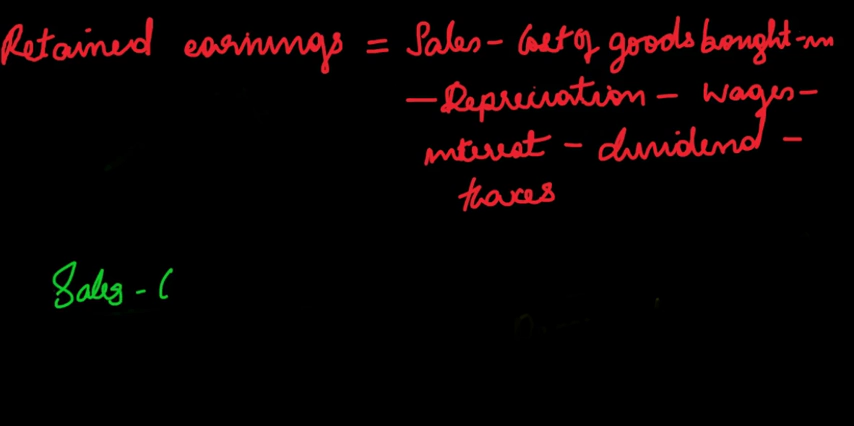 Retained earnings = Sales - Cost of goods bought-in
- Depreciation - wages -
interest - dividend -
taxes
Sales - (